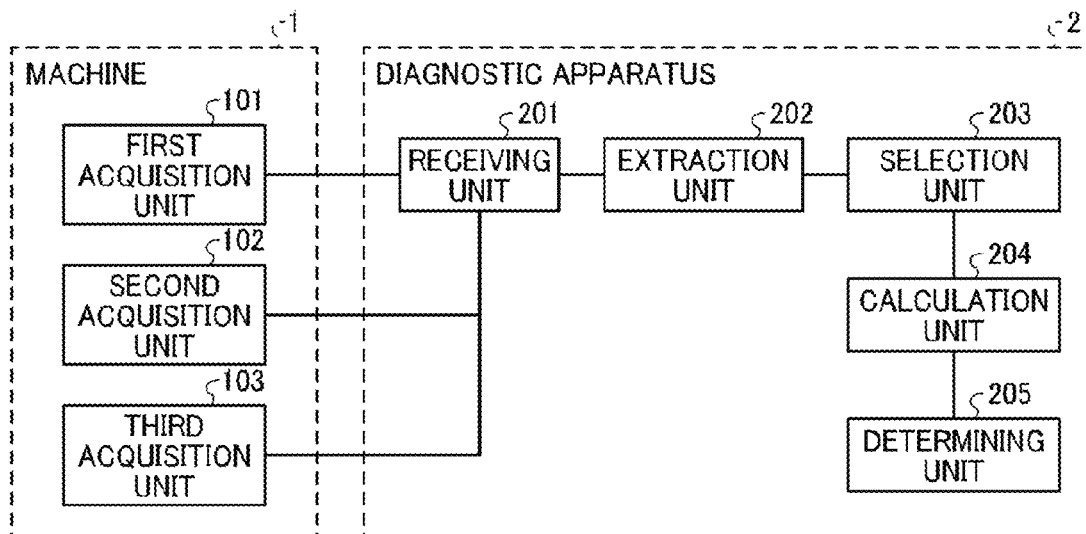 1
2
MACHINE
DIAGNOSTIC APPARATUS
101
FIRST
ACQUISITION
UNIT
102
SECOND
ACQUISITION
UNIT
103
THIRD
ACQUISITION
UNIT
201
RECEIVING
UNIT
202
EXTRACTION
UNIT
203
SELECTION
UNIT
204
CALCULATION
UNIT
205
DETERMINING
UNIT